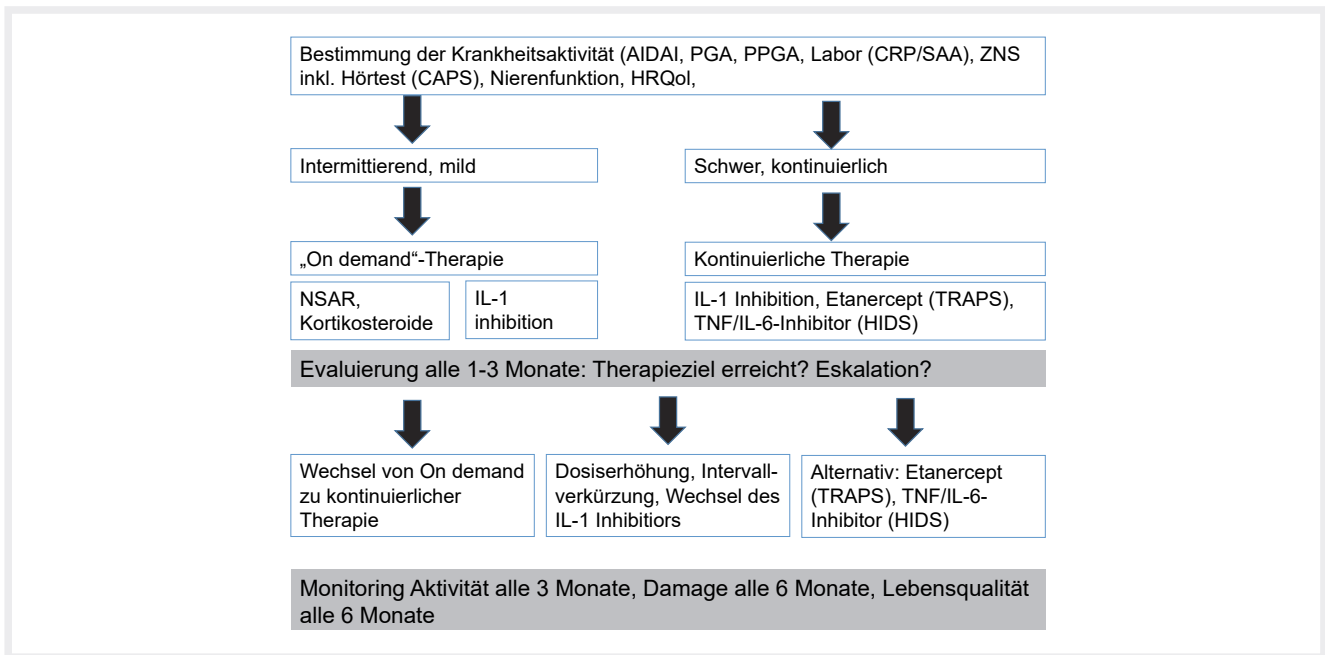 Bestimmung der Krankheitsaktivität (AIDAI, PGA, PPGA, Labor (CRP/SAA), ZNS
inkl. Hörtest (CAPS), Nierenfunktion, HRQol,
Intermittierend, mild
Schwer, kontinuierlich
„On demand“-Therapie
Kontinuierliche Therapie
NSAR,
Kortikosteroide
IL-1
inhibition
IL-1 Inhibition, Etanercept (TRAPS),
TNF/IL-6-Inhibitor (HIDS)
Evaluierung alle 1-3 Monate: Therapieziel erreicht? Eskalation?
Wechsel von On demand
zu kontinuierlicher
Therapie
Dosiserhöhung, Intervall-
verkürzung, Wechsel des
IL-1 Inhibitiors
Alternativ: Etanercept
(TRAPS), TNF/IL-6-
Inhibitor (HIDS)
Monitoring Aktivität alle 3 Monate, Damage alle 6 Monate, Lebensqualität
alle 6 Monate